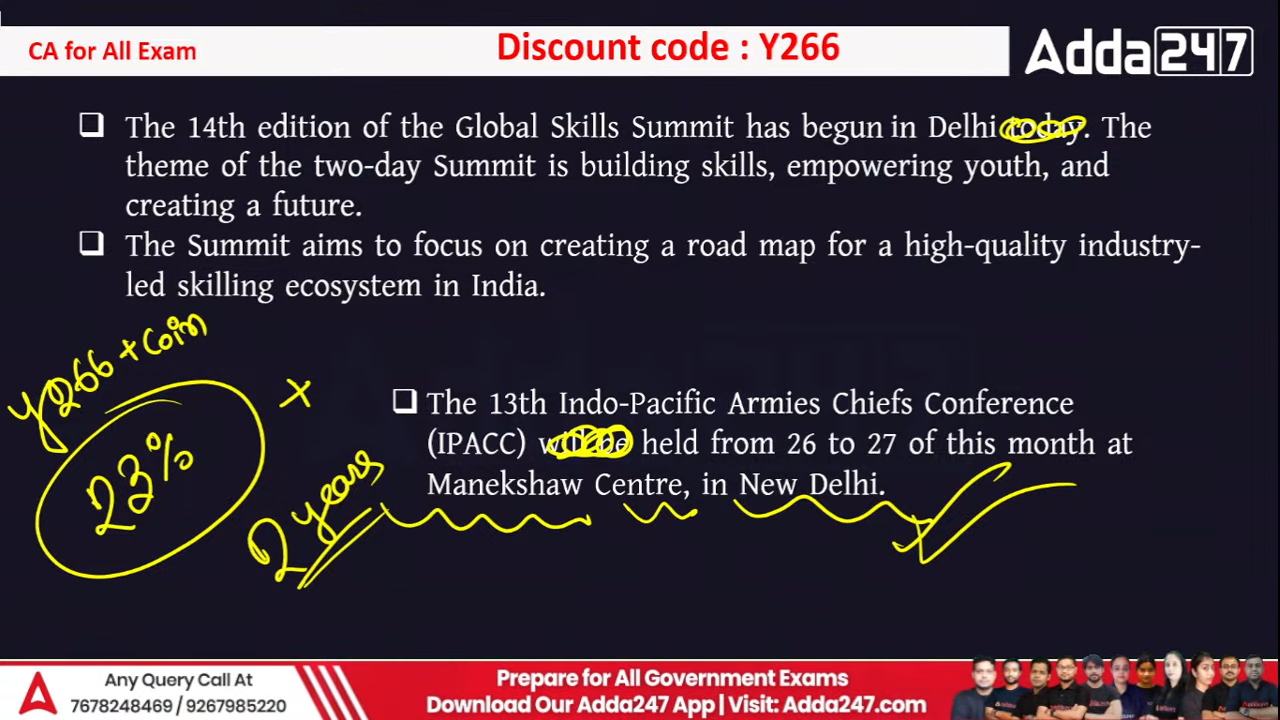 CA for All Exam
Discount code : Y266
Adda247
❑ The 14th edition of the Global Skills Summit has begun in Delhi today. The
theme of the two-day Summit is building skills, empowering youth, and
creating a future.
❑ The Summit aims to focus on creating a road map for a high-quality industry-
led skilling ecosystem in India.
Y266 + Coin
23%
+
2 years
❑ The 13th Indo-Pacific Armies Chiefs Conference
(IPACC) will be held from 26 to 27 of this month at
Manekshaw Centre, in New Delhi.
Any Query Call At
7678248469 / 9267985220
Prepare for All Government Exams
Download Our Adda247 App | Visit: Adda247.com